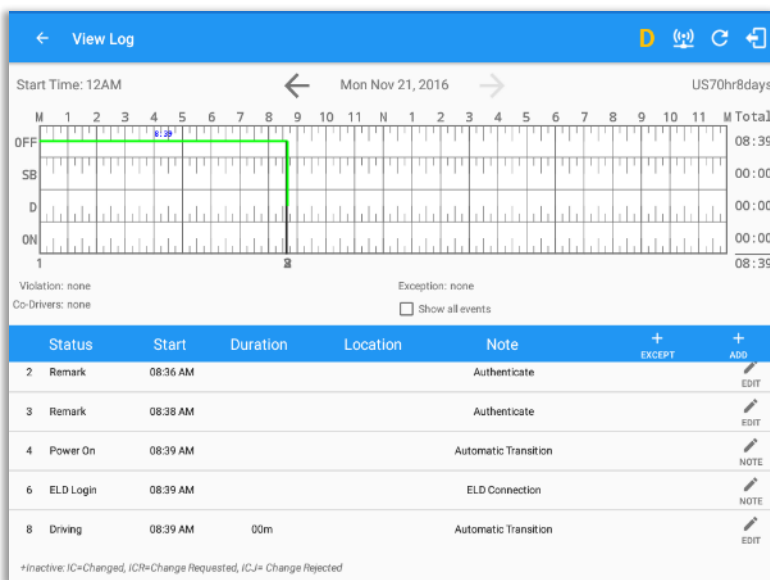 View Log D
Start Time: 12AM Mon Nov 21, 2016 US70hr8days
M 1 2 3 4 5 6 7 8 9 10 11 N 1 2 3 4 5 6 7 8 9 10 11 M Total
OFF 8:39 08:39
SB 00:00
D 00:00
ON 00:00
1 08:39
Violation: none Exception: none
Co-Drivers: none Show all events
Status Start Duration Location Note + EXCEPT + ADD
2 Remark 08:36 AM Authenticate EDIT
3 Remark 08:38 AM Authenticate EDIT
4 Power On 08:39 AM Automatic Transition NOTE
6 ELD Login 08:39 AM ELD Connection NOTE
8 Driving 08:39 AM 00m Automatic Transition EDIT
+Inactive: IC=Changed, ICR=Change Requested, ICJ= Change Rejected